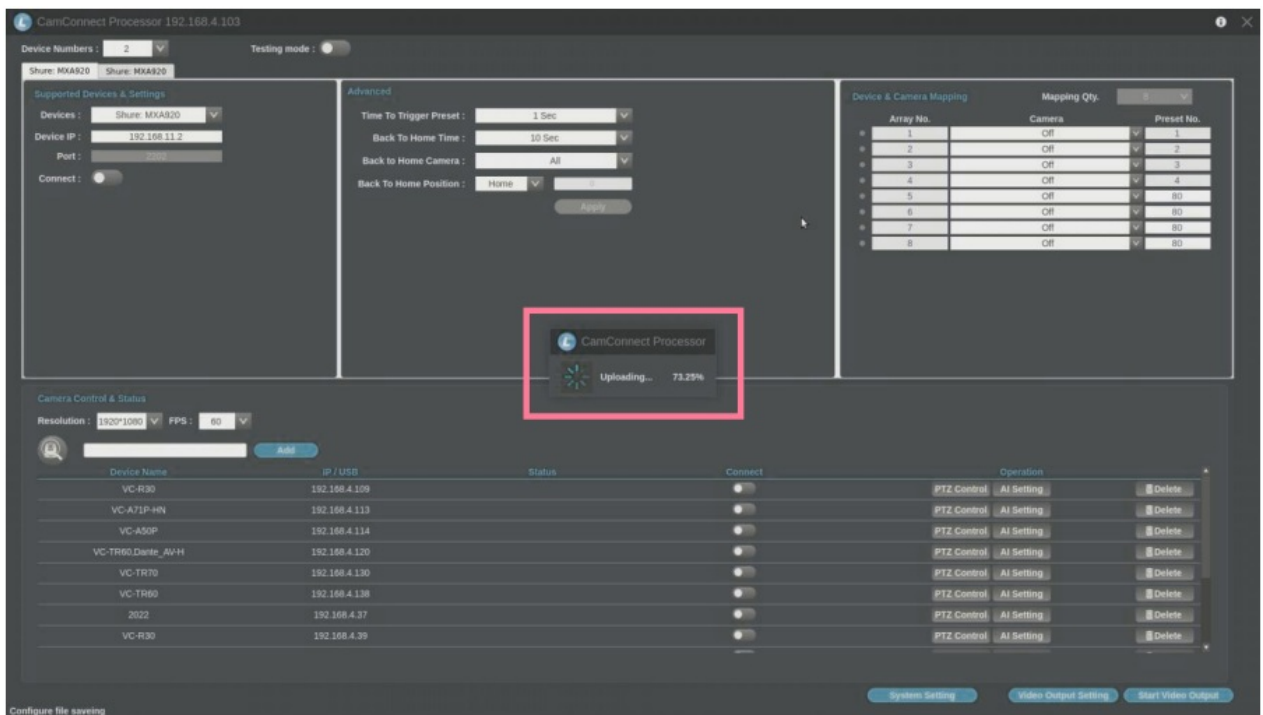 CamConnect Processor 192.168.4.103
Device Numbers : 2 Testing mode :
Shure: MXA920 Shure: MXA920
Supported Devices & Settings
Devices : Shure: MXA920
Device IP : 192.168.11.2
Port : 2202
Connect :
Advanced
Time To Trigger Preset : 1 Sec
Back To Home Time : 10 Sec
Back to Home Camera : All
Back To Home Position : Home
Apply
Device & Camera Mapping Mapping Qty. 8
Array No. Camera Preset No.
1 Off 1
2 Off 2
3 Off 3
4 Off 4
5 Off 80
6 Off 80
7 Off 80
8 Off 80
CamConnect Processor
Uploading... 73.25%
Camera Control & Status
Resolution : 1920*1080 FPS : 60
Add
Device Name IP / USB Status Connect Operation
VC-R30 192.168.4.109 PTZ Control AI Setting Delete
VC-A71P-HN 192.168.4.113 PTZ Control AI Setting Delete
VC-A50P 192.168.4.114 PTZ Control AI Setting Delete
VC-TR60,Dante_AV-H 192.168.4.120 PTZ Control AI Setting Delete
VC-TR70 192.168.4.130 PTZ Control AI Setting Delete
VC-TR60 192.168.4.138 PTZ Control AI Setting Delete
2022 192.168.4.37 PTZ Control AI Setting Delete
VC-R30 192.168.4.39 PTZ Control AI Setting Delete
System Setting Video Output Setting Start Video Output
Configure file saveing